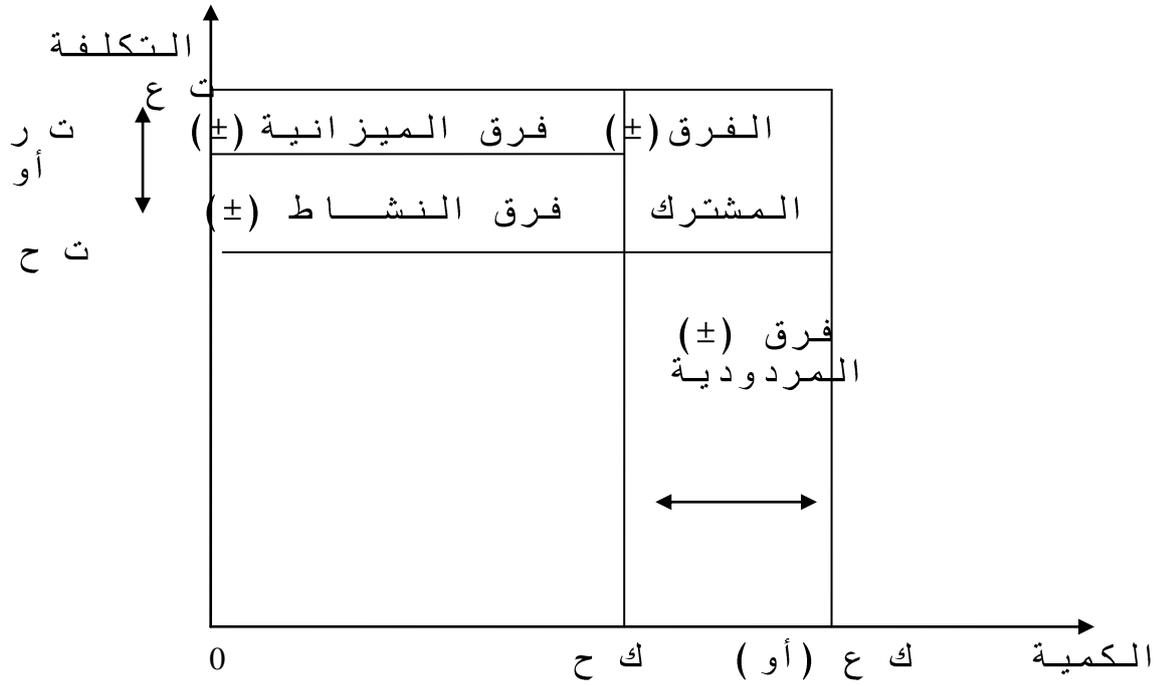 التكلفة
ت ع
فرق الميزانية (±)
الفرق (±)
ت ر
أو
فرق النشاط (±)
المشترك
ت ح
فرق (±)
المردودية
0
ك ح
(أو)
ك ع
الكمية